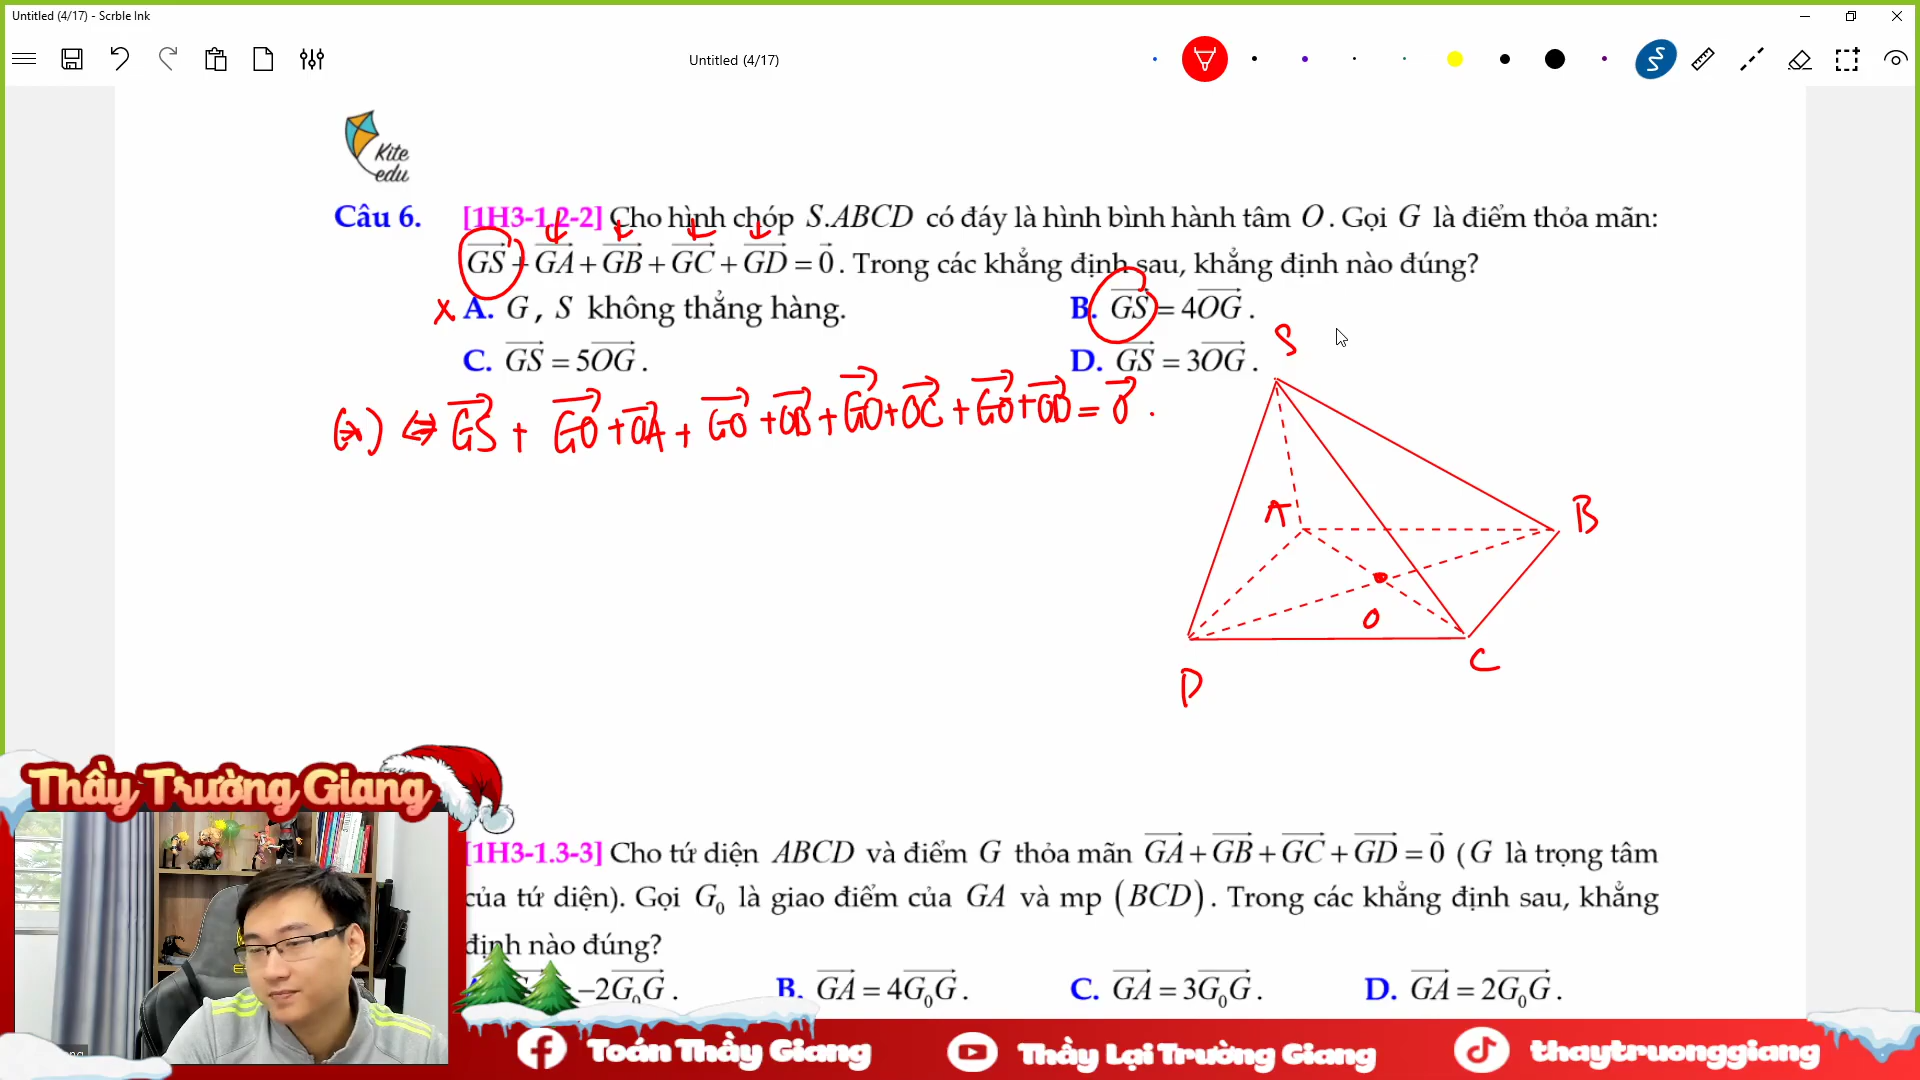 Untitled (4/17) - Scrble Ink
Untitled (4/17)
Kite
edu
Câu 6. [1H3-1.2-2] Cho hình chóp S.ABCD có đáy là hình bình hành tâm O. Gọi G là điểm thỏa mãn:
GS + GA + GB + GC + GD = 0. Trong các khẳng định sau, khẳng định nào đúng?
x A. G, S không thẳng hàng. B. GS = 4OG.
C. GS = 5OG. D. GS = 3OG.
S
(*) ⇔ GS + GO + OA + GO + OB + GO + OC + GO + OD = 0.
A
B
O
C
D
Thầy Trường Giang
[1H3-1.3-3] Cho tứ diện ABCD và điểm G thỏa mãn GA + GB + GC + GD = 0 (G là trọng tâm
của tứ diện). Gọi G₀ là giao điểm của GA và mp (BCD). Trong các khẳng định sau, khẳng
định nào đúng?
−2G₀G. B. GA = 4G₀G. C. GA = 3G₀G. D. GA = 2G₀G.
Toán Thầy Giang
Thầy Lại Trường Giang
thaytruonggiang